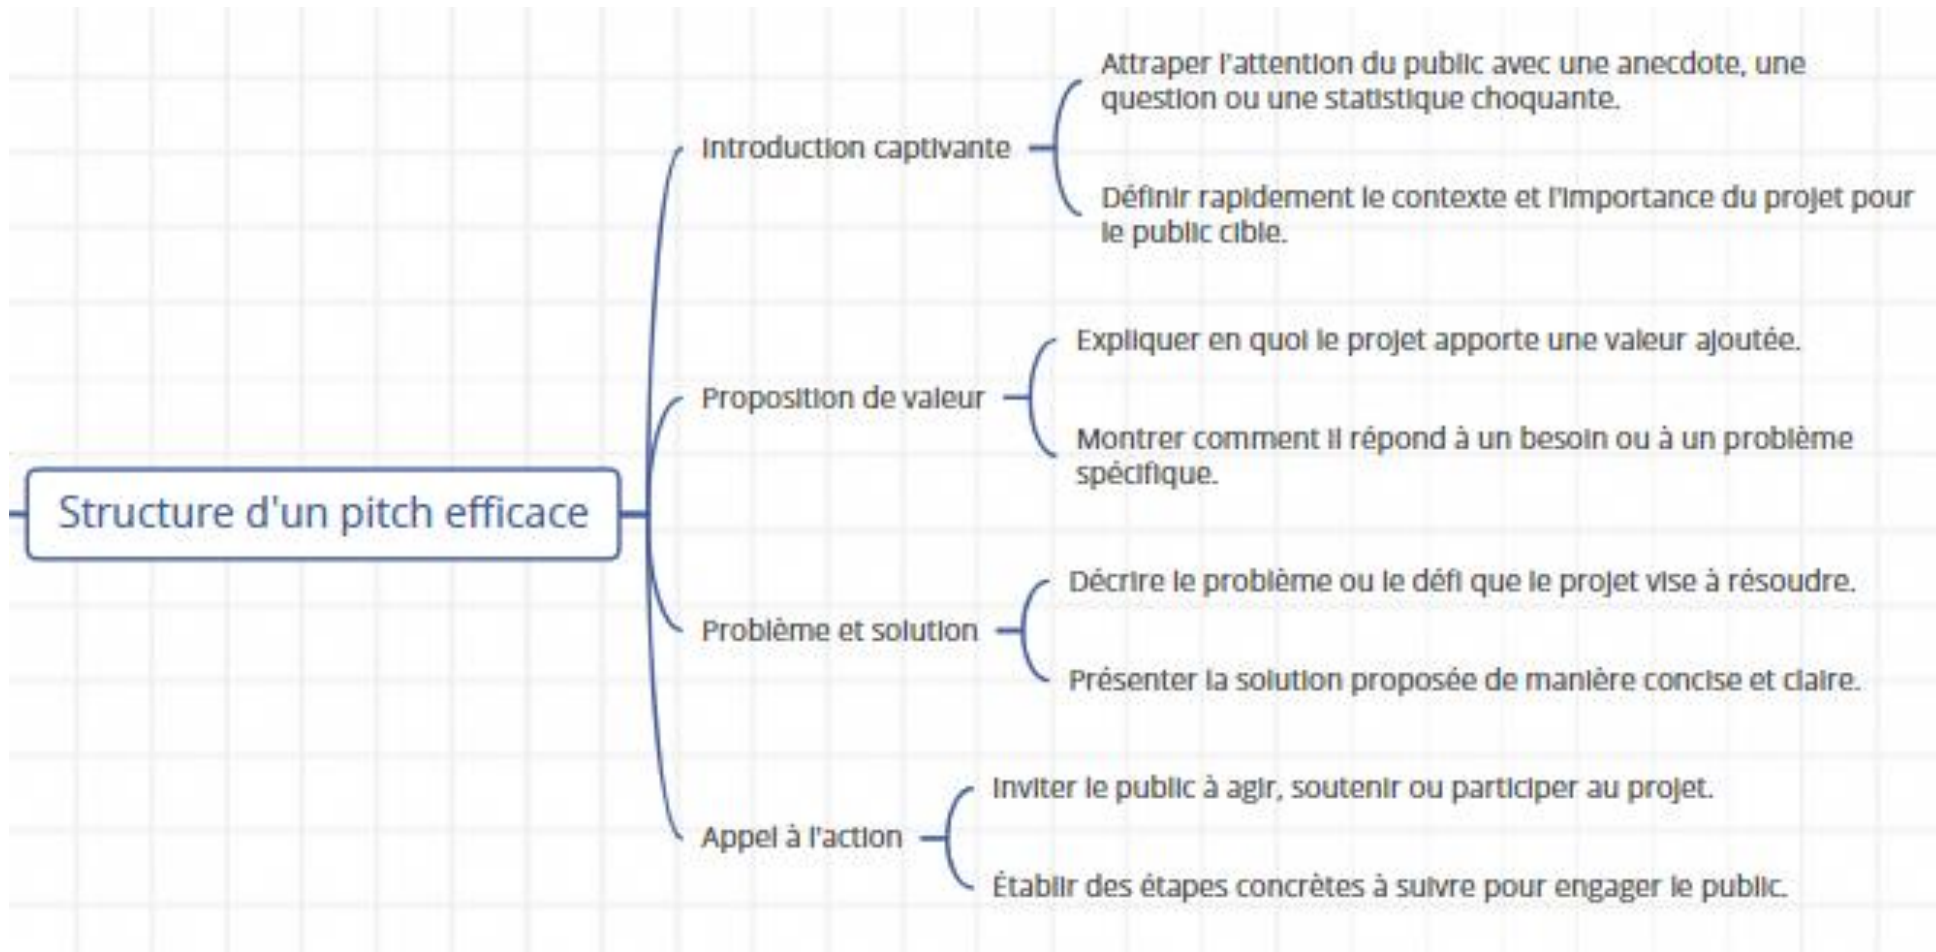 Structure d'un pitch efficace
Introduction captivante
Attraper l'attention du public avec une anecdote, une
question ou une statistique choquante.
Définir rapidement le contexte et l'importance du projet pour
le public cible.
Proposition de valeur
Expliquer en quoi le projet apporte une valeur ajoutée.
Montrer comment il répond à un besoin ou à un problème
spécifique.
Problème et solution
Décrire le problème ou le défi que le projet vise à résoudre.
Présenter la solution proposée de manière concise et claire.
Appel à l'action
Inviter le public à agir, soutenir ou participer au projet.
Établir des étapes concrètes à suivre pour engager le public.